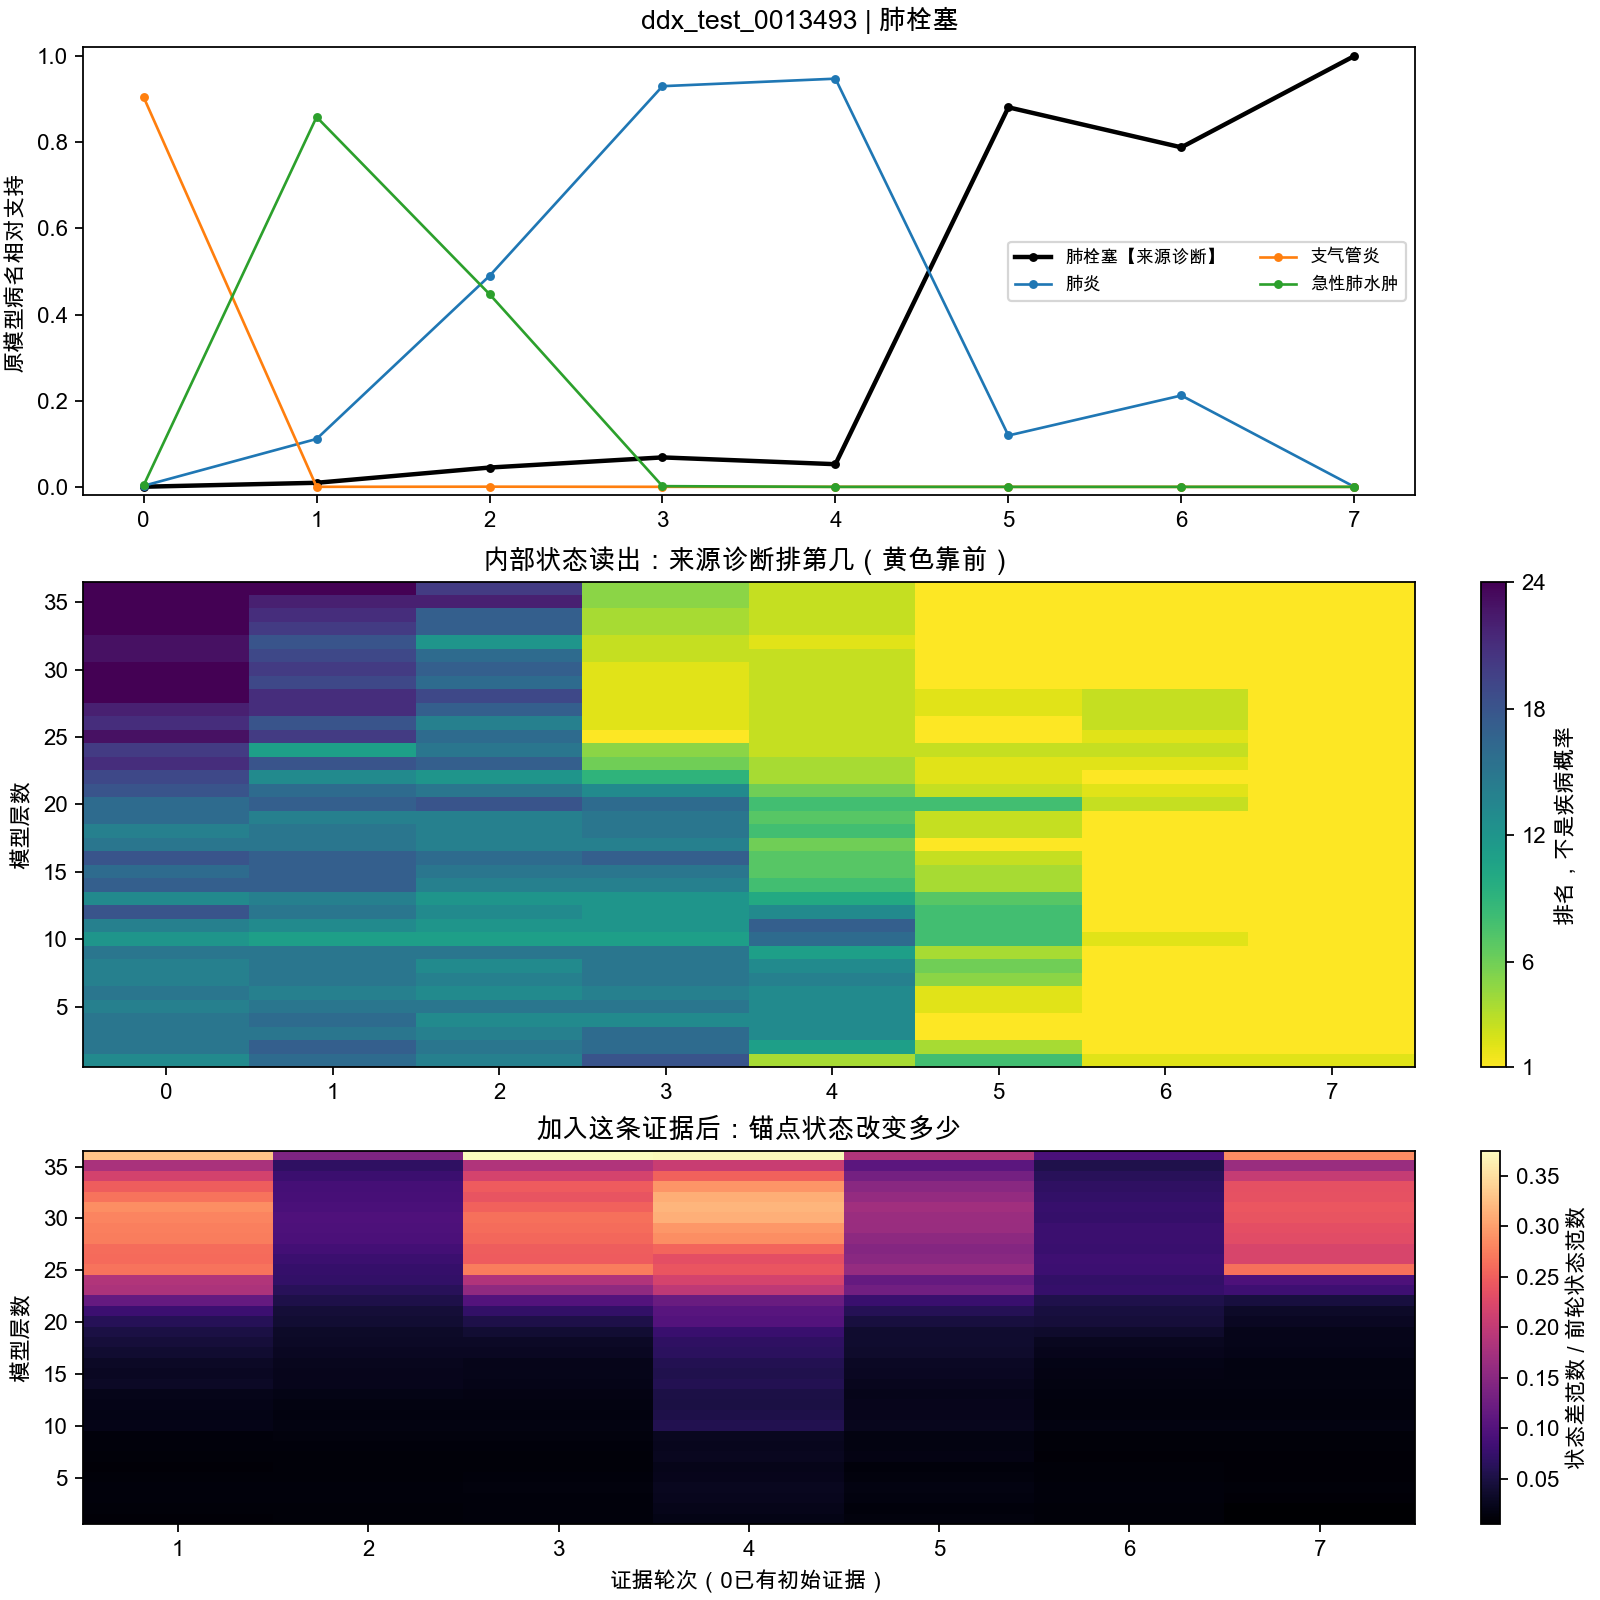 ddx_test_0013493 | 肺栓塞
原模型病名相对支持
1.0
0.8
0.6
0.4
0.2
0.0
肺栓塞【来源诊断】
肺炎
支气管炎
急性肺水肿
0 1 2 3 4 5 6 7
内部状态读出：来源诊断排第几（黄色靠前）
模型层数
35
30
25
20
15
10
5
0 1 2 3 4 5 6 7
24
18
12
6
1
排名，不是疾病概率
加入这条证据后：锚点状态改变多少
模型层数
35
30
25
20
15
10
5
1 2 3 4 5 6 7
证据轮次（0已有初始证据）
0.35
0.30
0.25
0.20
0.15
0.10
0.05
状态差范数 / 前轮状态范数